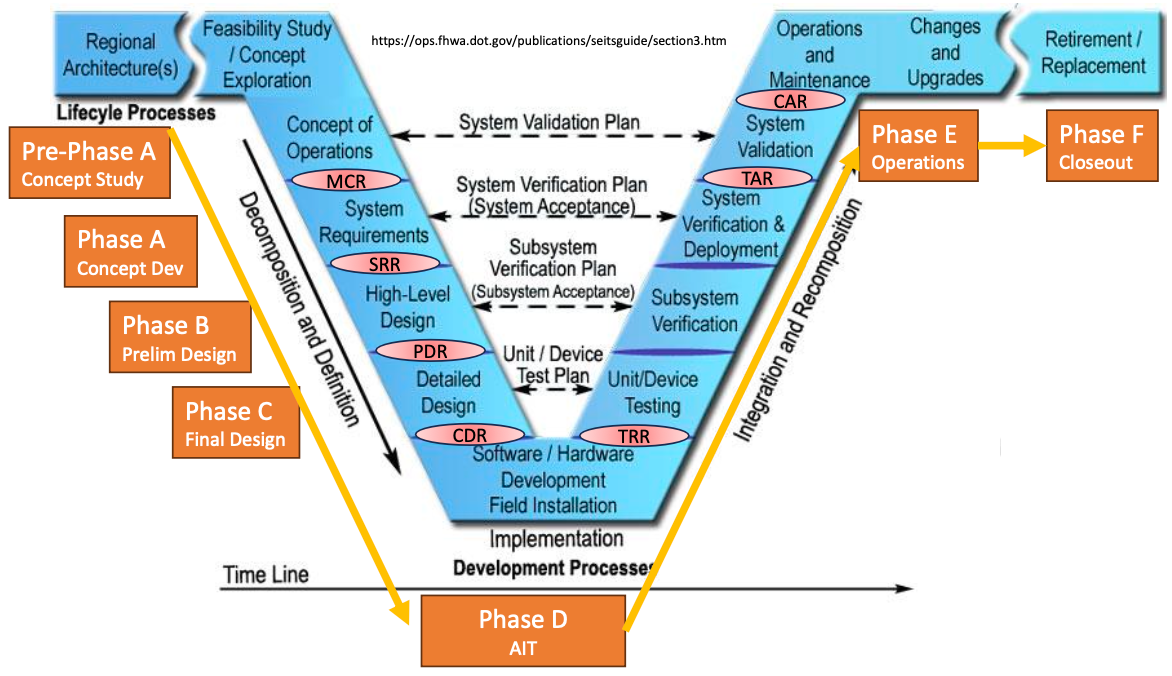 Regional
Architecture(s)
Feasibility Study
/ Concept
Exploration
https://ops.fhwa.dot.gov/publications/seitsguide/section3.htm
Operations
and
Maintenance
Changes
and
Upgrades
Retirement /
Replacement
Lifecyle Processes
CAR
Pre-Phase A
Concept Study
Concept of
Operations
System Validation Plan
System
Validation
Phase E
Operations
Phase F
Closeout
MCR
TAR
System Verification Plan
(System Acceptance)
Phase A
Concept Dev
System
Requirements
System
Verification &
Deployment
SRR
Subsystem
Verification Plan
(Subsystem Acceptance)
Decomposition and Definition
Integration and Recomposition
Phase B
Prelim Design
High-Level
Design
Subsystem
Verification
PDR
Unit / Device
Test Plan
Phase C
Final Design
Detailed
Design
Unit/Device
Testing
CDR
TRR
Software / Hardware
Development
Field Installation
Implementation
Development Processes
Time Line
Phase D
AIT